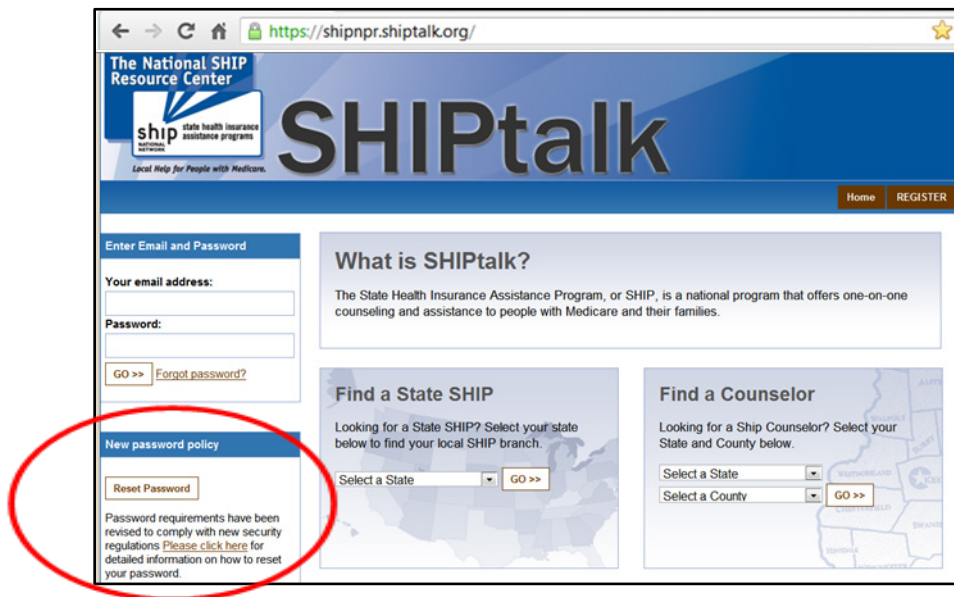 https://shipnpr.shiptalk.org/
The National SHIP
Resource Center
ship state health insurance
assistance programs
NATIONAL
NETWORK
Local Help for People with Medicare.
SHIPtalk
Home REGISTER
Enter Email and Password
Your email address:
Password:
GO >> Forgot password?
New password policy
Reset Password
Password requirements have been
revised to comply with new security
regulations Please click here for
detailed information on how to reset
your password.
What is SHIPtalk?
The State Health Insurance Assistance Program, or SHIP, is a national program that offers one-on-one
counseling and assistance to people with Medicare and their families.
Find a State SHIP
Looking for a State SHIP? Select your state
below to find your local SHIP branch.
Select a State GO >>
Find a Counselor
Looking for a Ship Counselor? Select your
State and County below.
Select a State
Select a County GO >>